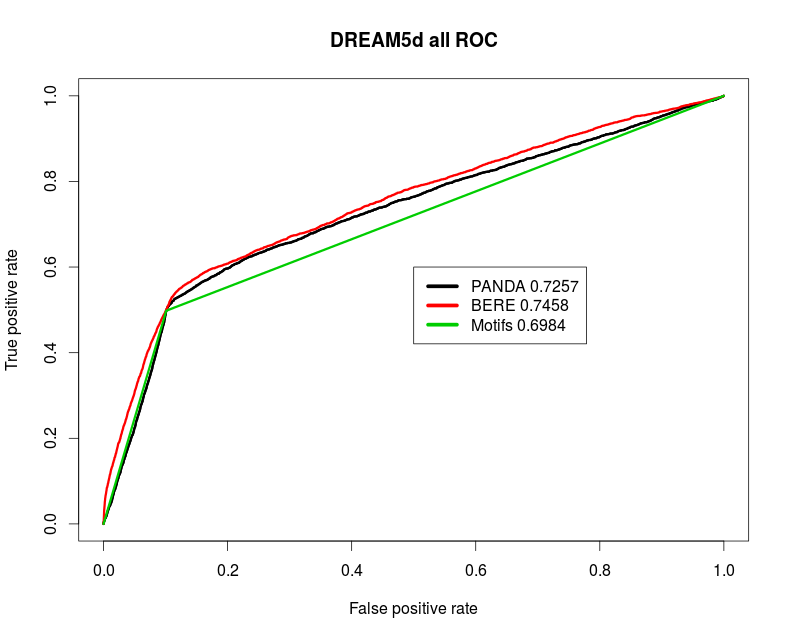 DREAM5d all ROC
True positive rate
1.0
0.8
0.6
0.4
0.2
0.0
PANDA 0.7257
BERE 0.7458
Motifs 0.6984
0.0 0.2 0.4 0.6 0.8 1.0
False positive rate